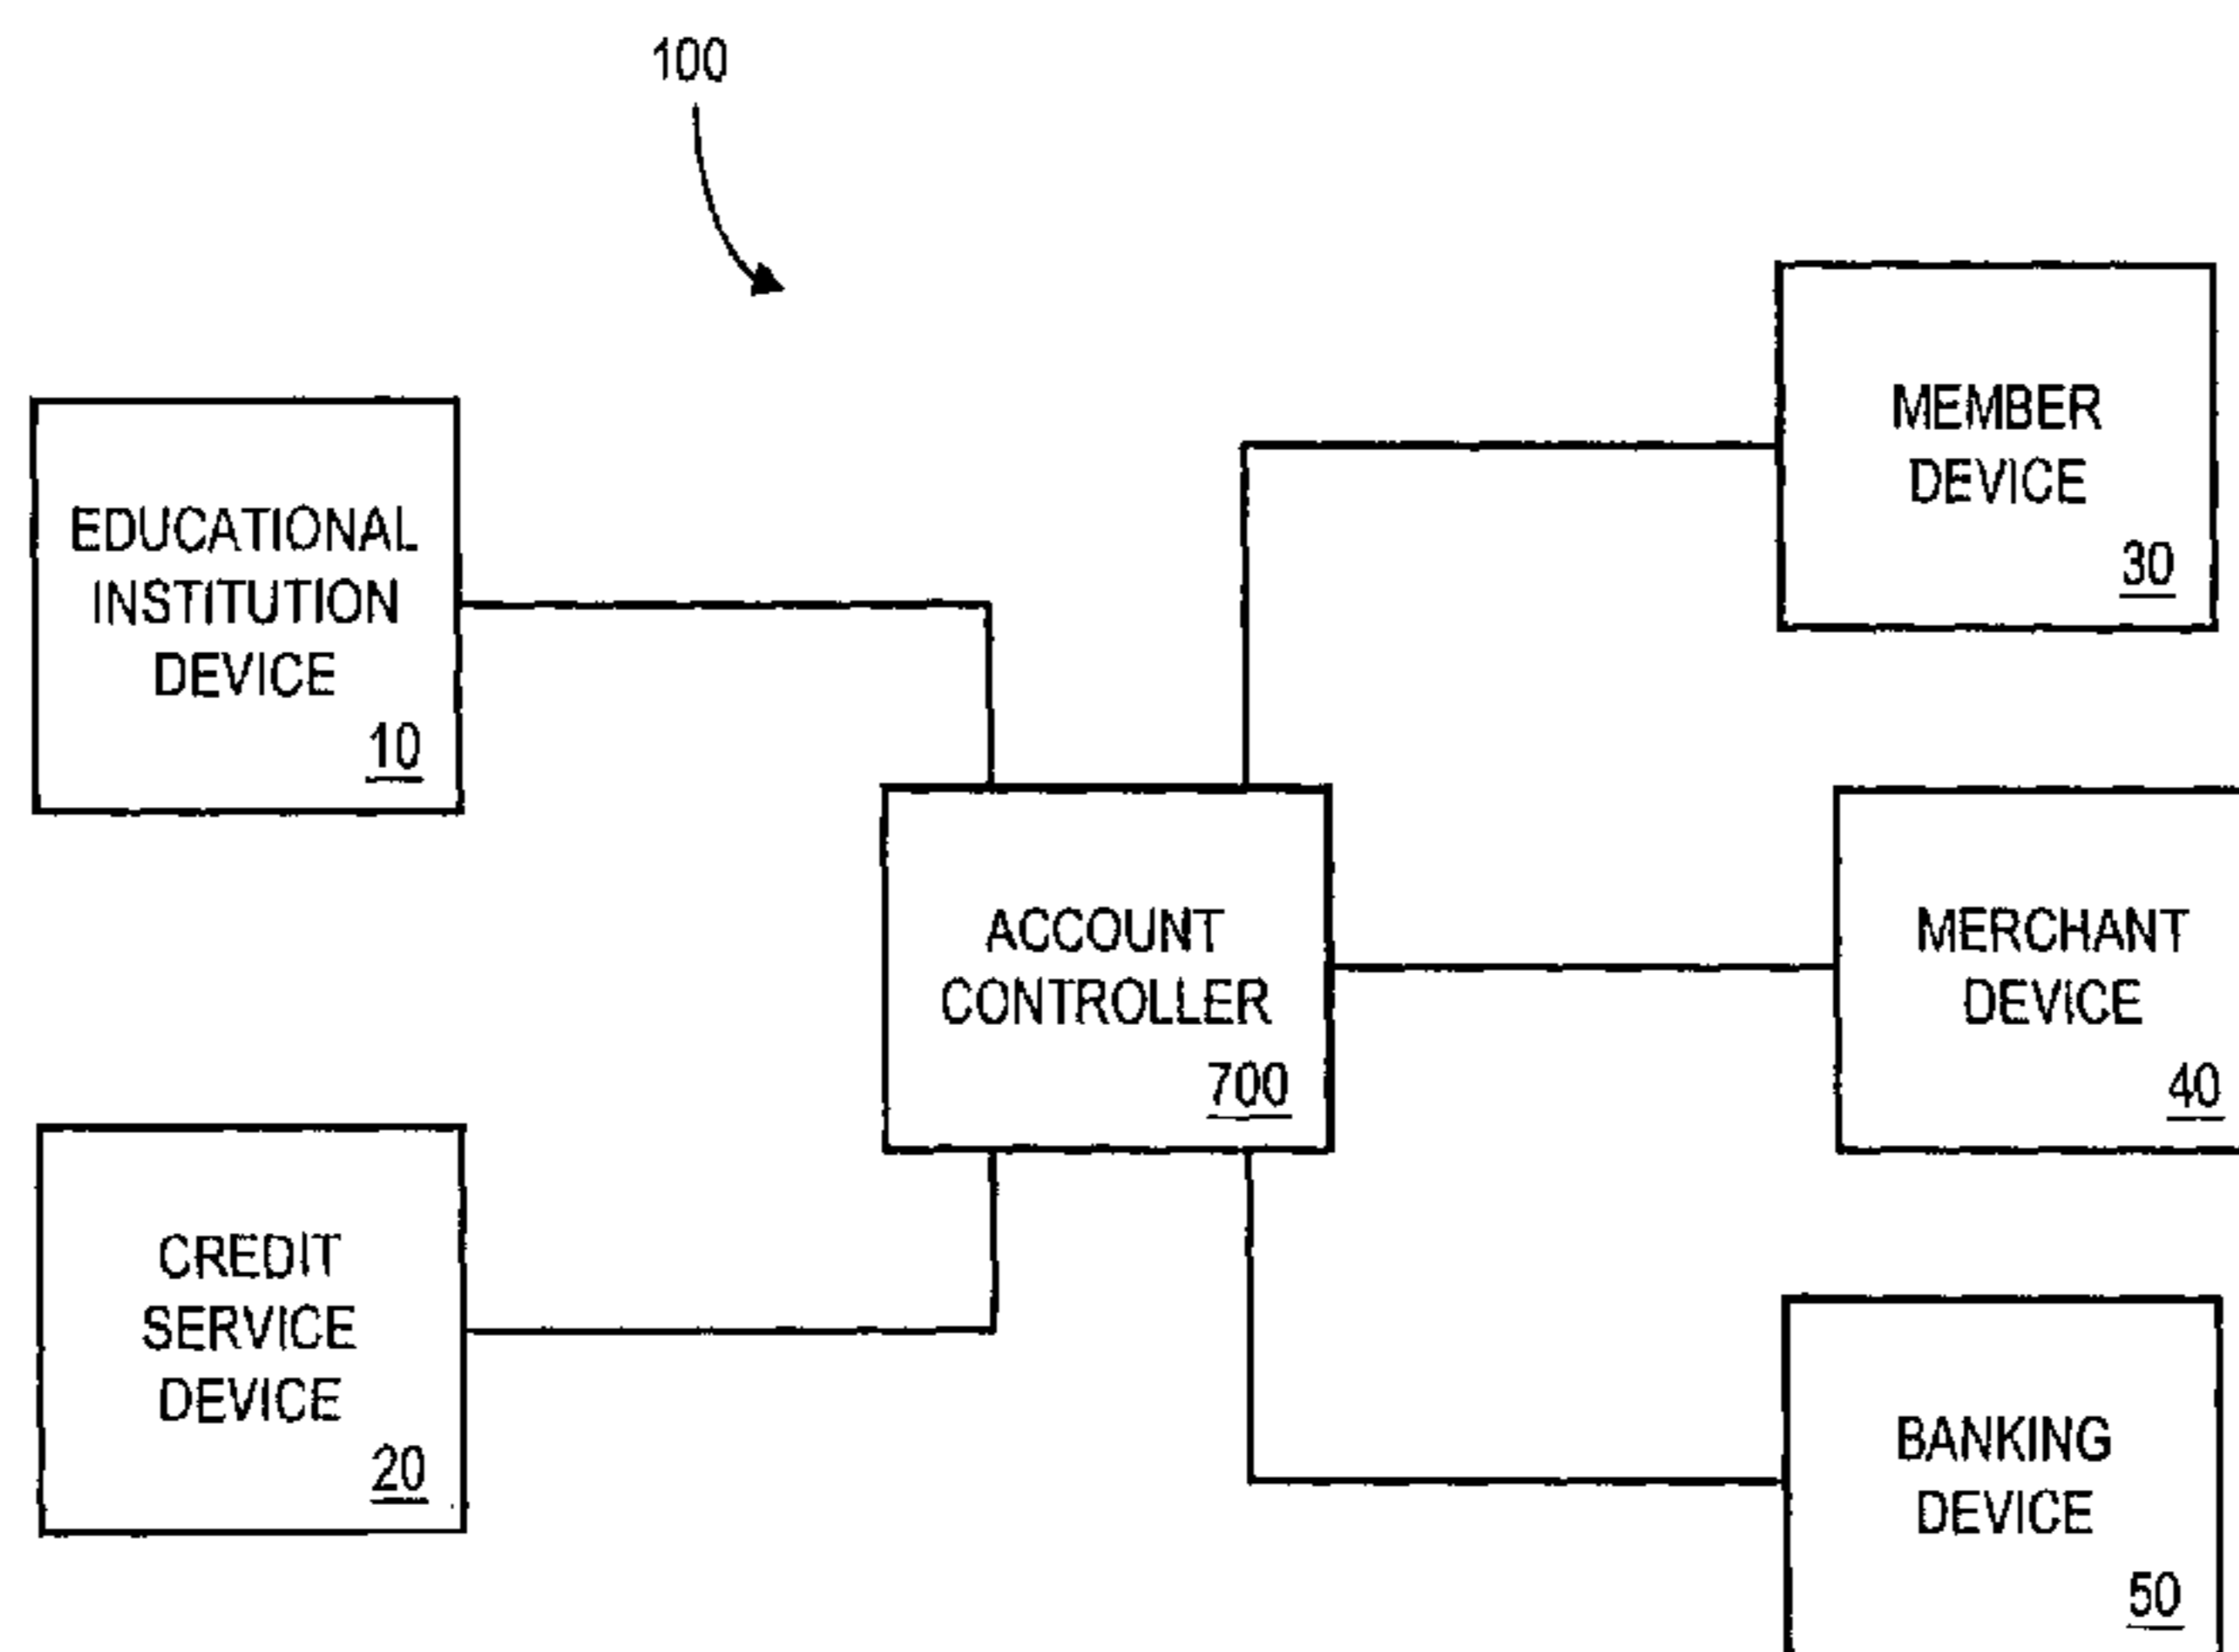 100
EDUCATIONAL
INSTITUTION
DEVICE
10
MEMBER
DEVICE
30
ACCOUNT
CONTROLLER
700
MERCHANT
DEVICE
40
CREDIT
SERVICE
DEVICE
20
BANKING
DEVICE
50